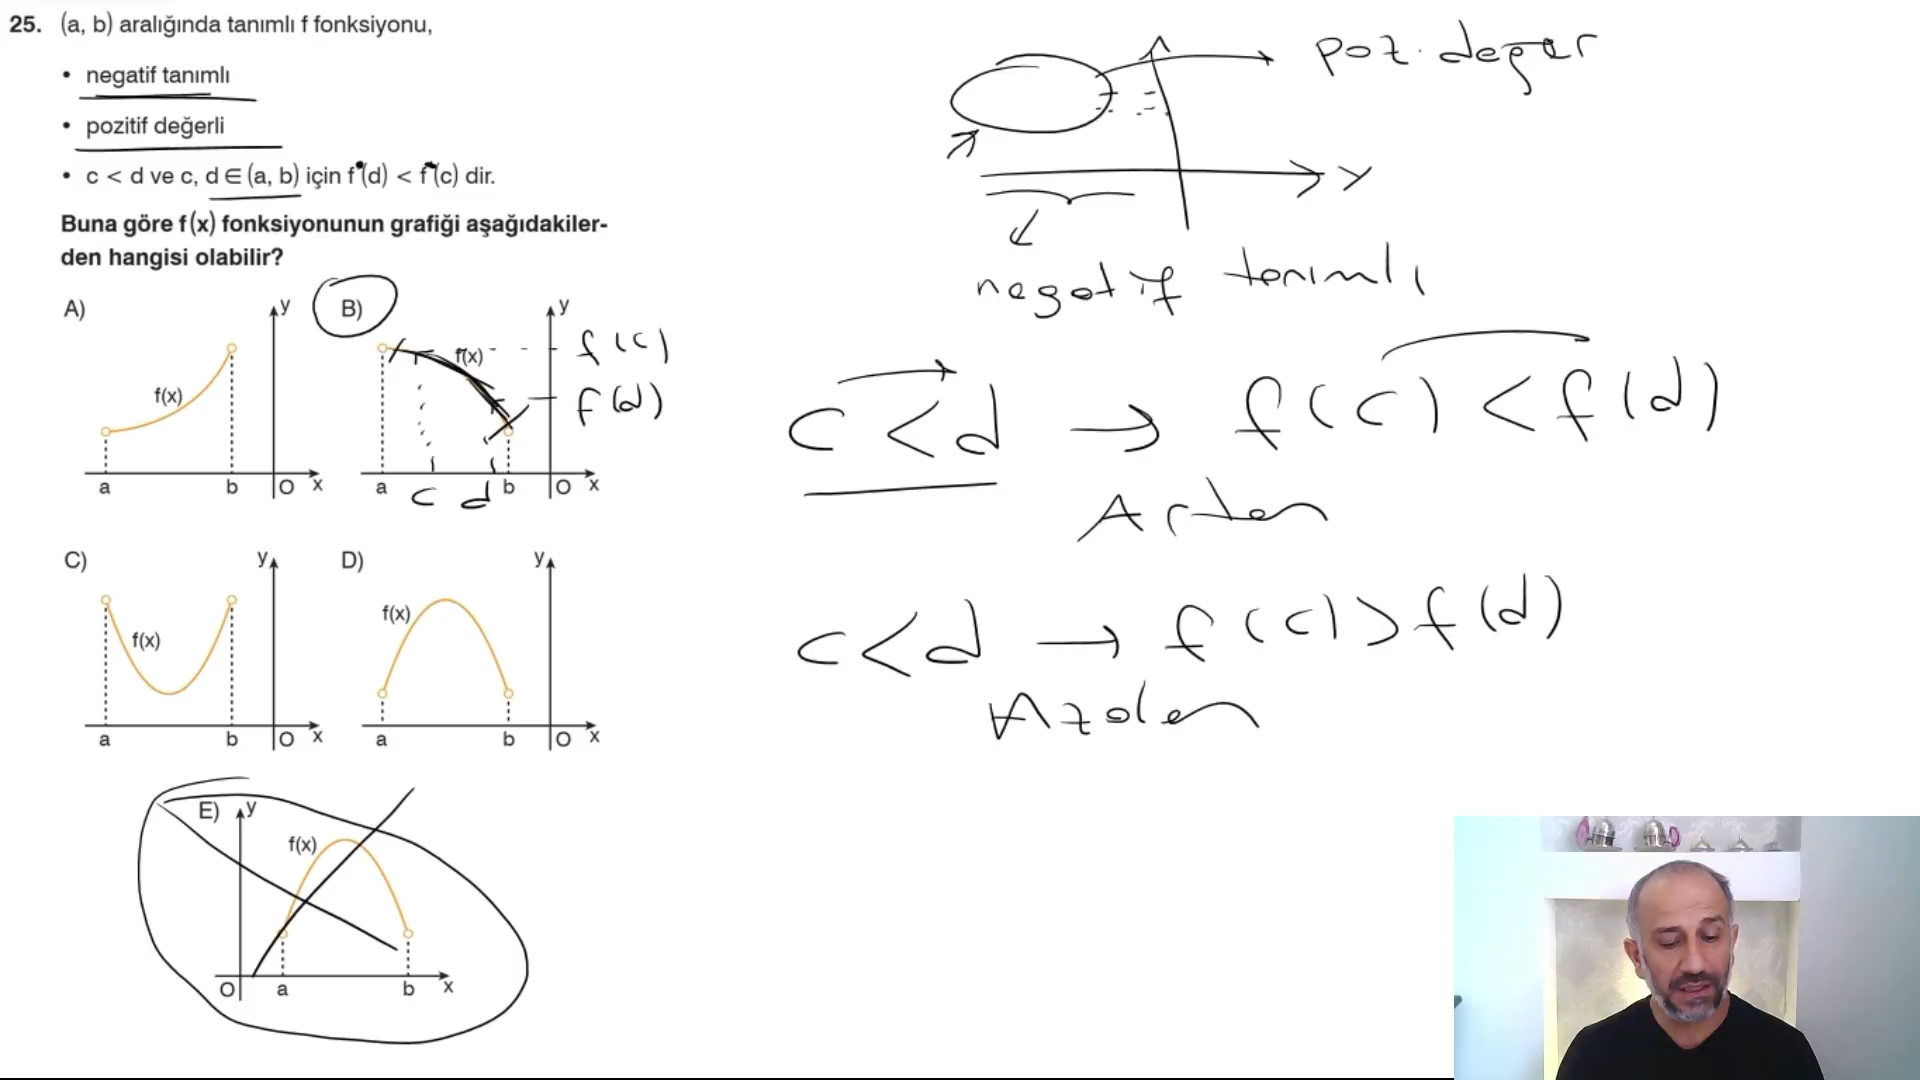 25. (a, b) aralığında tanımlı f fonksiyonu,
• negatif tanımlı
• pozitif değerli
• c < d ve c, d ∈ (a, b) için f(d) < f(c) dir.
Buna göre f(x) fonksiyonunun grafiği aşağıdakiler-
den hangisi olabilir?
A)
y
f(x)
a b O x
B)
y
f(x)
f(c)
f(d)
a c d b O x
C)
y
f(x)
a b O x
D)
y
f(x)
a b O x
E)
y
f(x)
O a b x
poz. değer
y
negatif tanımlı
c < d → f(c) < f(d)
Artan
c < d → f(c) > f(d)
Azalan